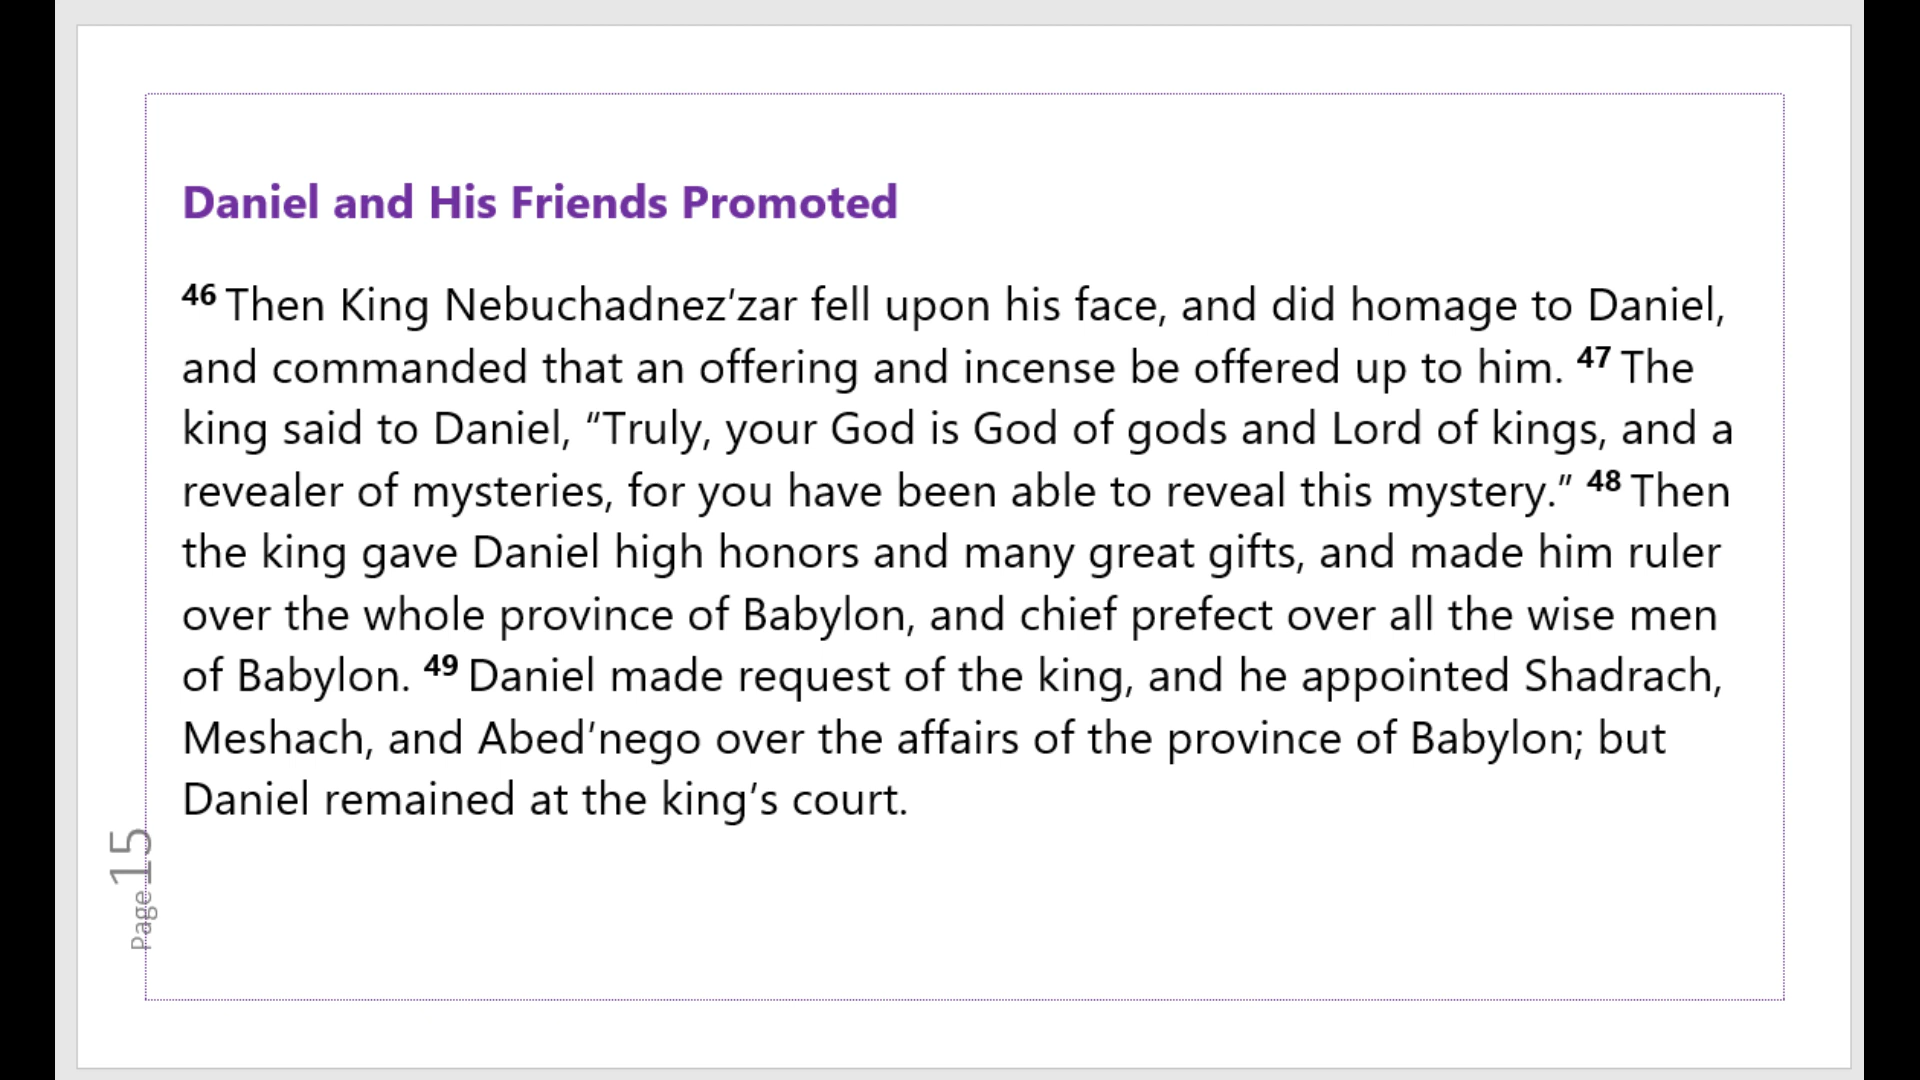 Daniel and His Friends Promoted
46 Then King Nebuchadnez′zar fell upon his face, and did homage to Daniel,
and commanded that an offering and incense be offered up to him. 47 The
king said to Daniel, “Truly, your God is God of gods and Lord of kings, and a
revealer of mysteries, for you have been able to reveal this mystery.” 48 Then
the king gave Daniel high honors and many great gifts, and made him ruler
over the whole province of Babylon, and chief prefect over all the wise men
of Babylon. 49 Daniel made request of the king, and he appointed Shadrach,
Meshach, and Abed′nego over the affairs of the province of Babylon; but
Daniel remained at the king’s court.
Page 15